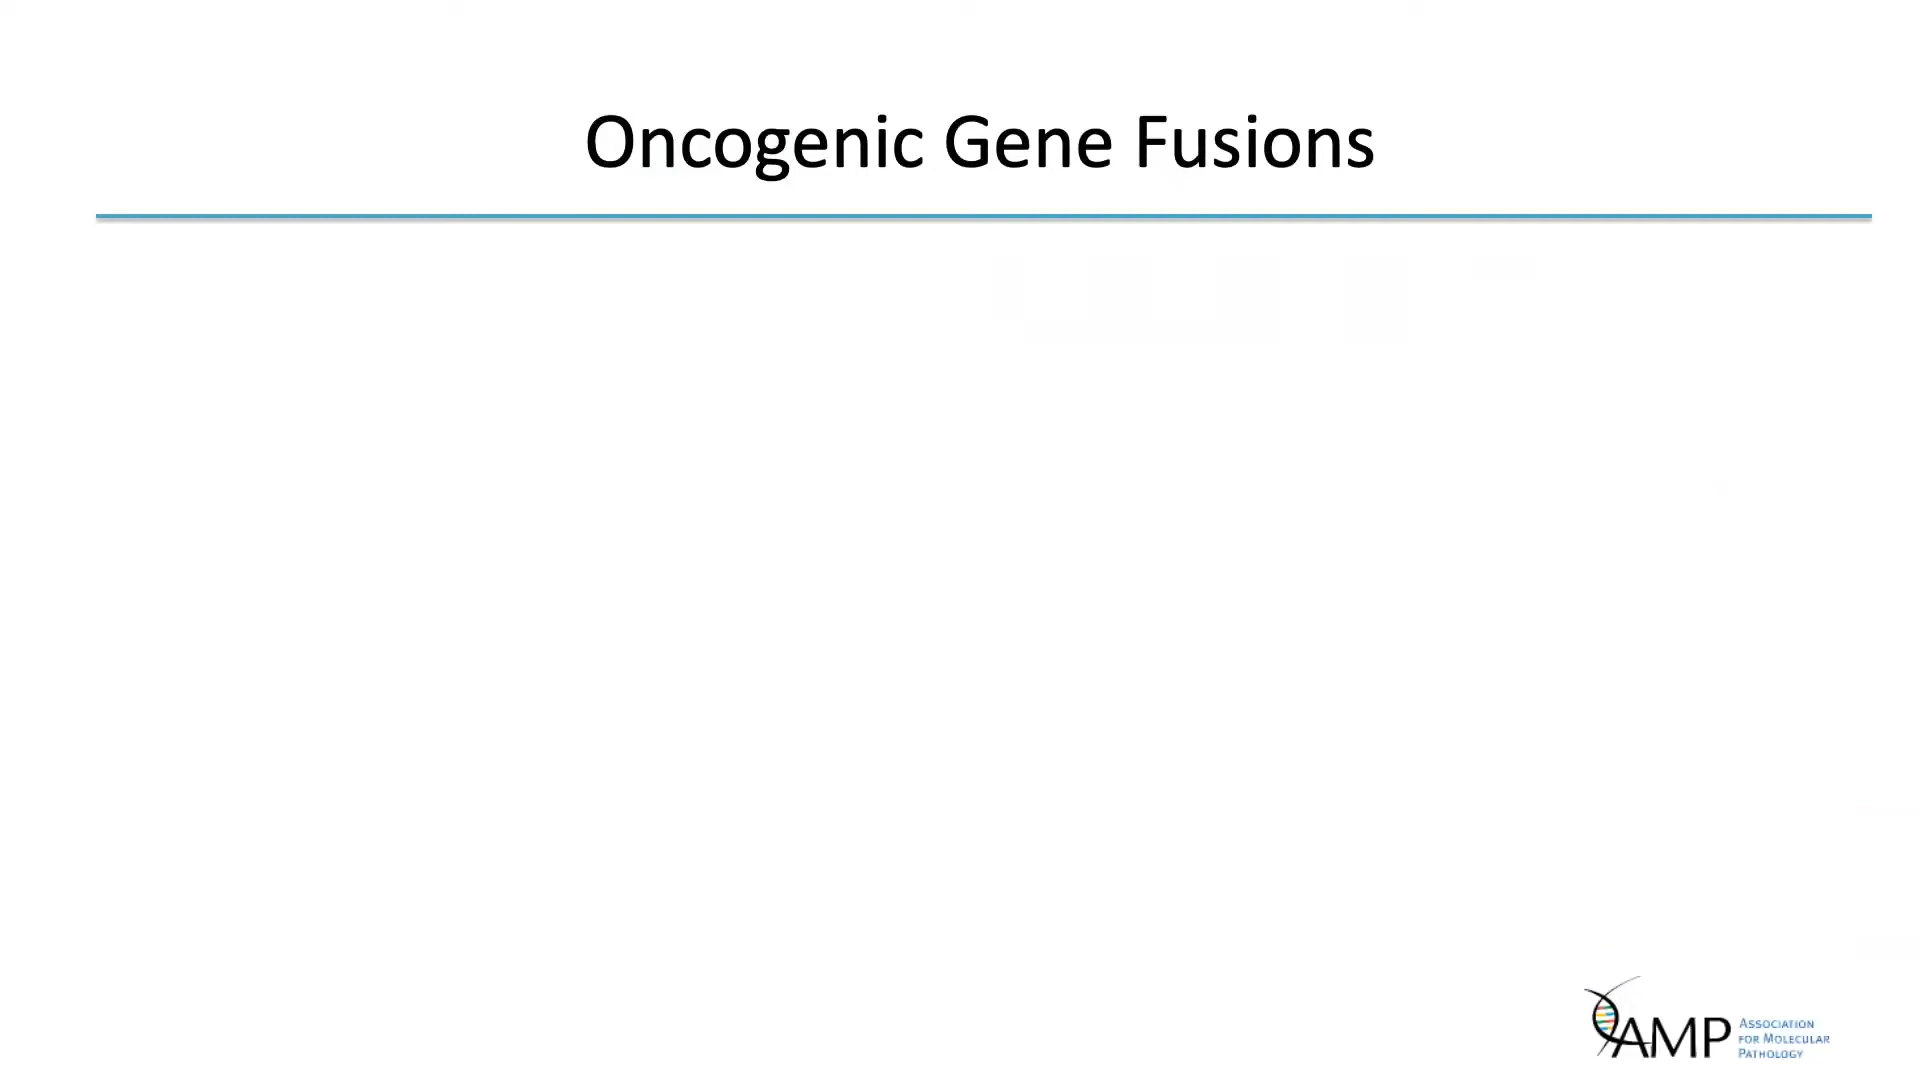 Oncogenic Gene Fusions
AMP
ASSOCIATION
FOR MOLECULAR
PATHOLOGY